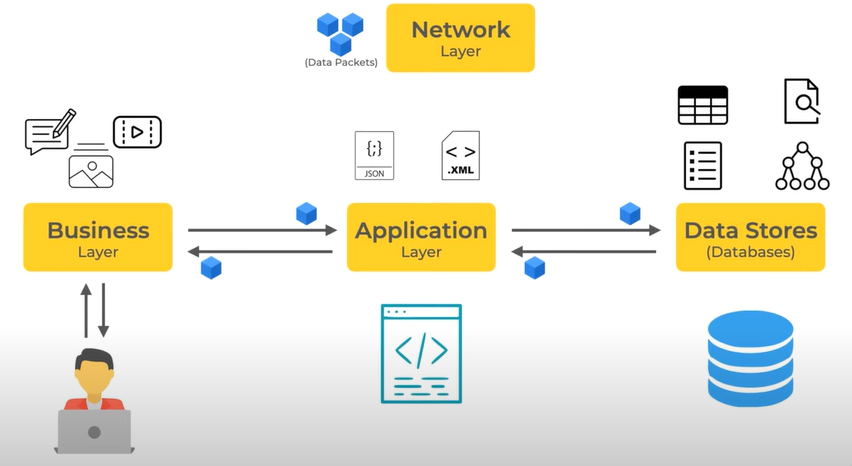 Network
Layer
(Data Packets)
{;}
JSON
< >
.XML
Business
Layer
Application
Layer
Data Stores
(Databases)
</>